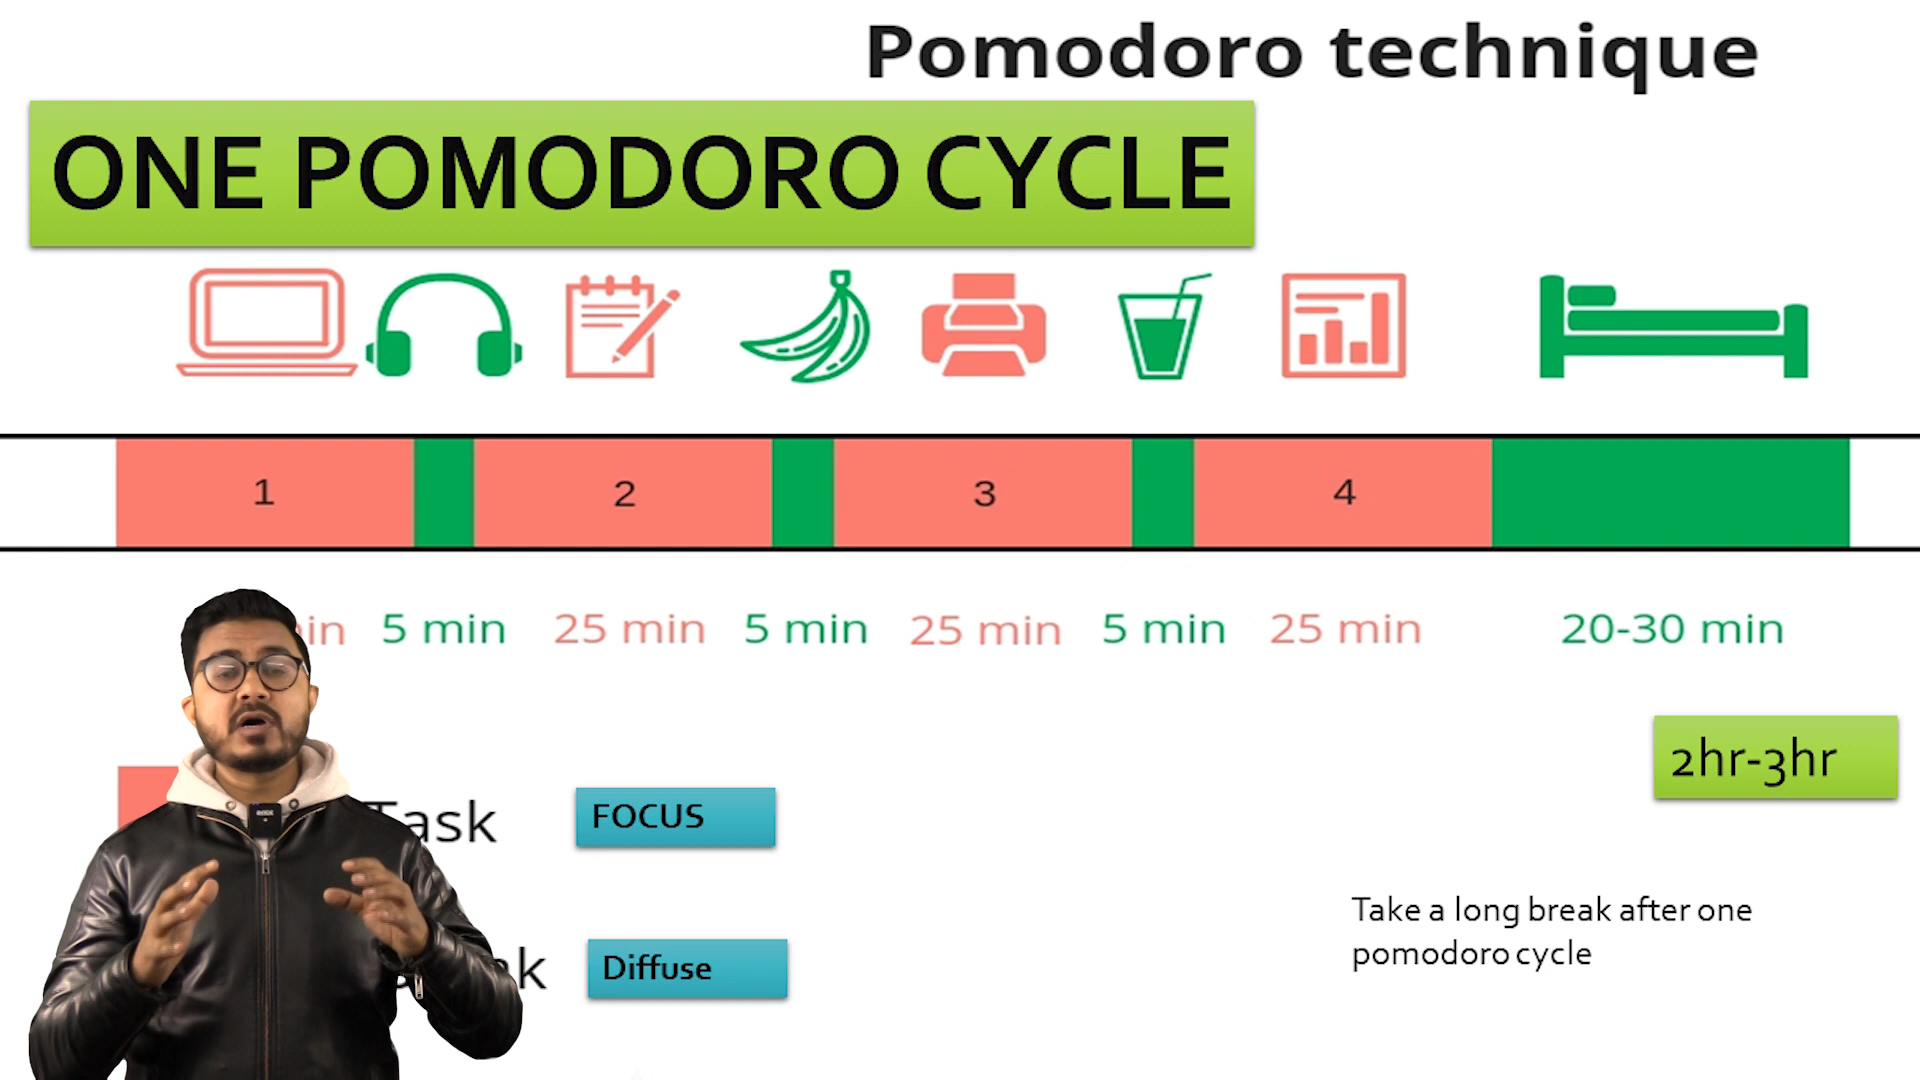 Pomodoro technique
ONE POMODORO CYCLE
1 2 3 4
5 min 25 min 5 min 25 min 5 min 25 min 20-30 min
2hr-3hr
Task FOCUS
Diffuse
Take a long break after one
pomodoro cycle